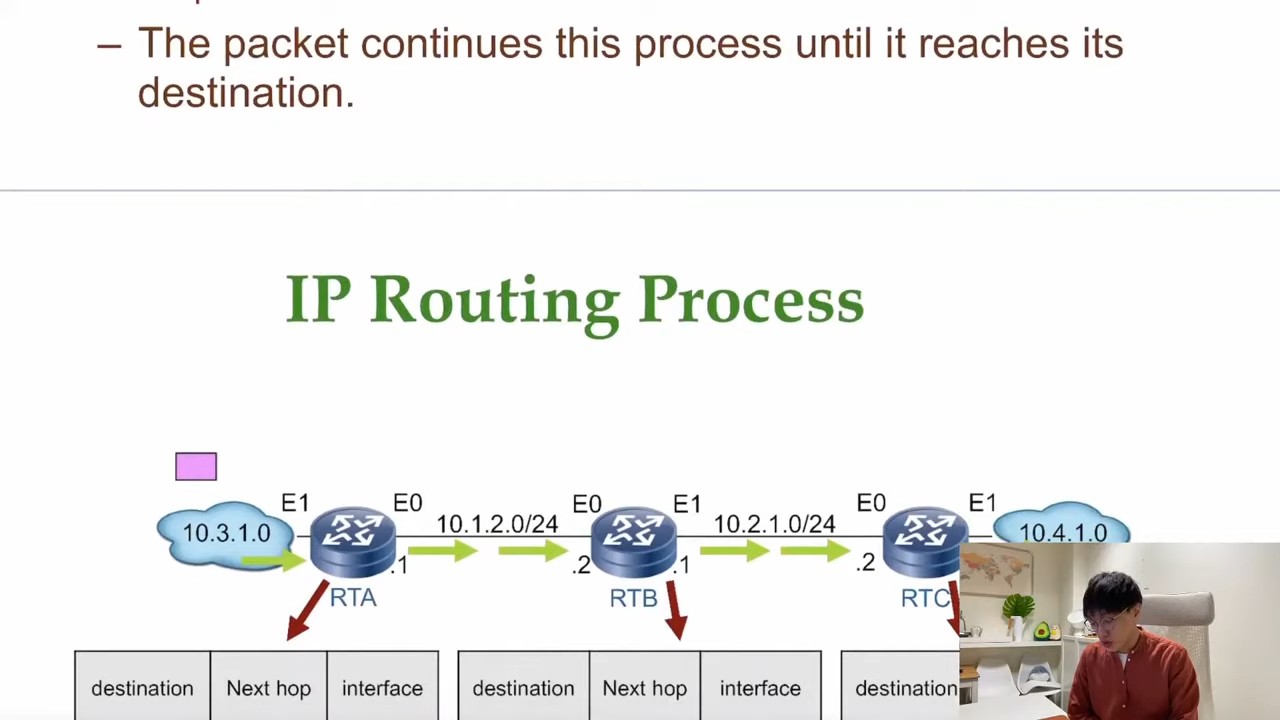 – The packet continues this process until it reaches its
destination.
IP Routing Process
E1 E0 E0 E1 E0 E1
10.3.1.0 10.1.2.0/24 10.2.1.0/24 10.4.1.0
.1 .2 .1 .2
RTA RTB RTC
destination Next hop interface destination Next hop interface destination